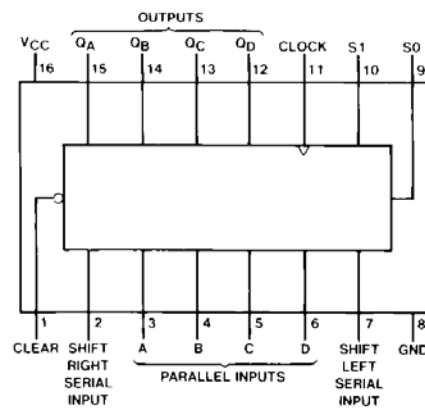 OUTPUTS
VCC QA QB QC QD CLOCK S1 S0
16 15 14 13 12 11 10 9
1 2 3 4 5 6 7 8
CLEAR SHIFT A B C D SHIFT GND
RIGHT PARALLEL INPUTS LEFT
SERIAL SERIAL
INPUT INPUT